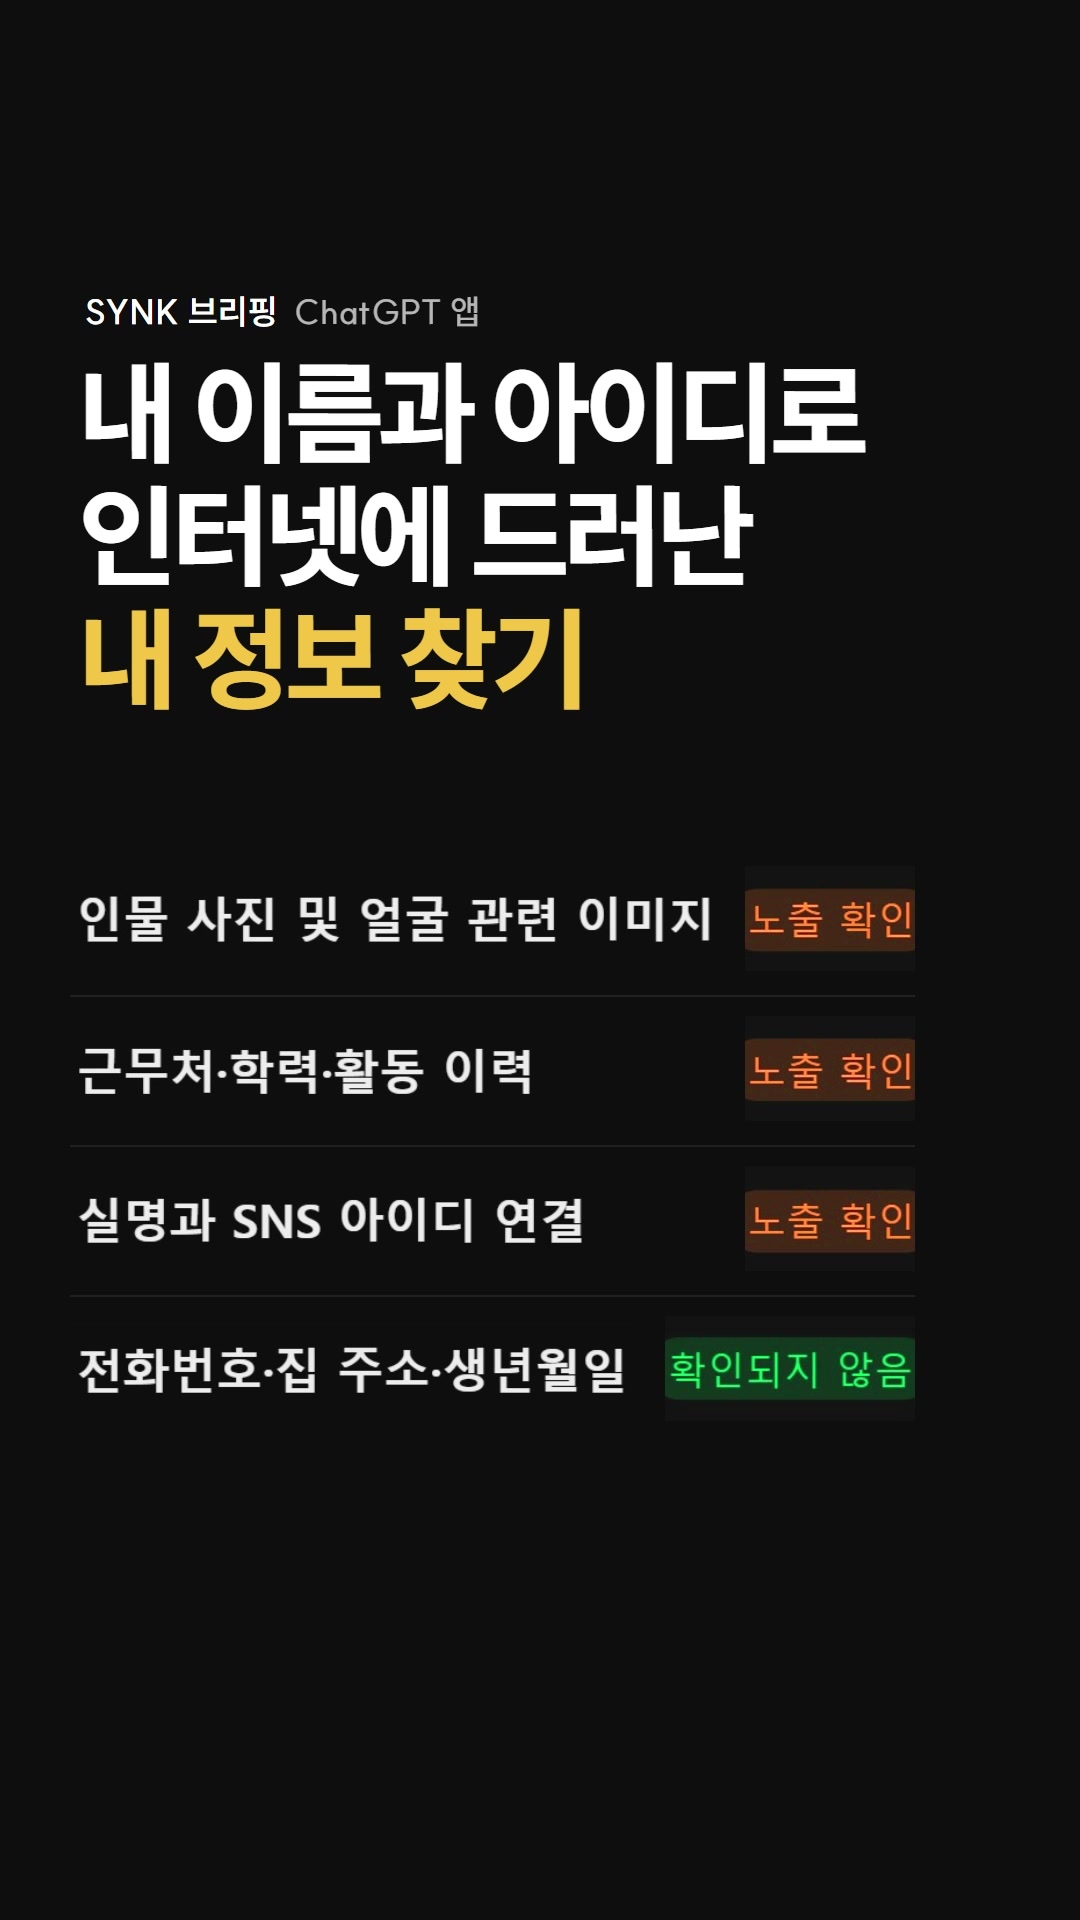 SYNK 브리핑 ChatGPT 앱
내 이름과 아이디로
인터넷에 드러난
내 정보 찾기
인물 사진 및 얼굴 관련 이미지 노출 확인
근무처·학력·활동 이력 노출 확인
실명과 SNS 아이디 연결 노출 확인
전화번호·집 주소·생년월일 확인되지 않음